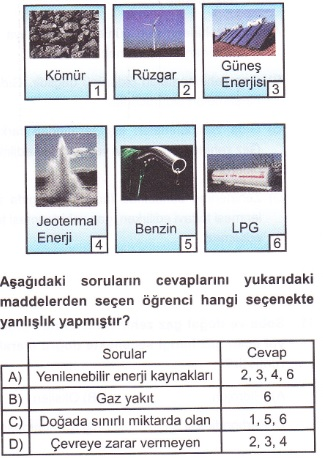 Kömür
1
Rüzgar
2
Güneş
Enerjisi
3
Jeotermal
Enerji
4
Benzin
5
LPG
6
Aşağıdaki soruların cevaplarını yukarıdaki
maddelerden seçen öğrenci hangi seçenekte
yanlışlık yapmıştır?
Sorular Cevap
A) Yenilenebilir enerji kaynakları 2, 3, 4, 6
B) Gaz yakıt 6
C) Doğada sınırlı miktarda olan 1, 5, 6
D) Çevreye zarar vermeyen 2, 3, 4